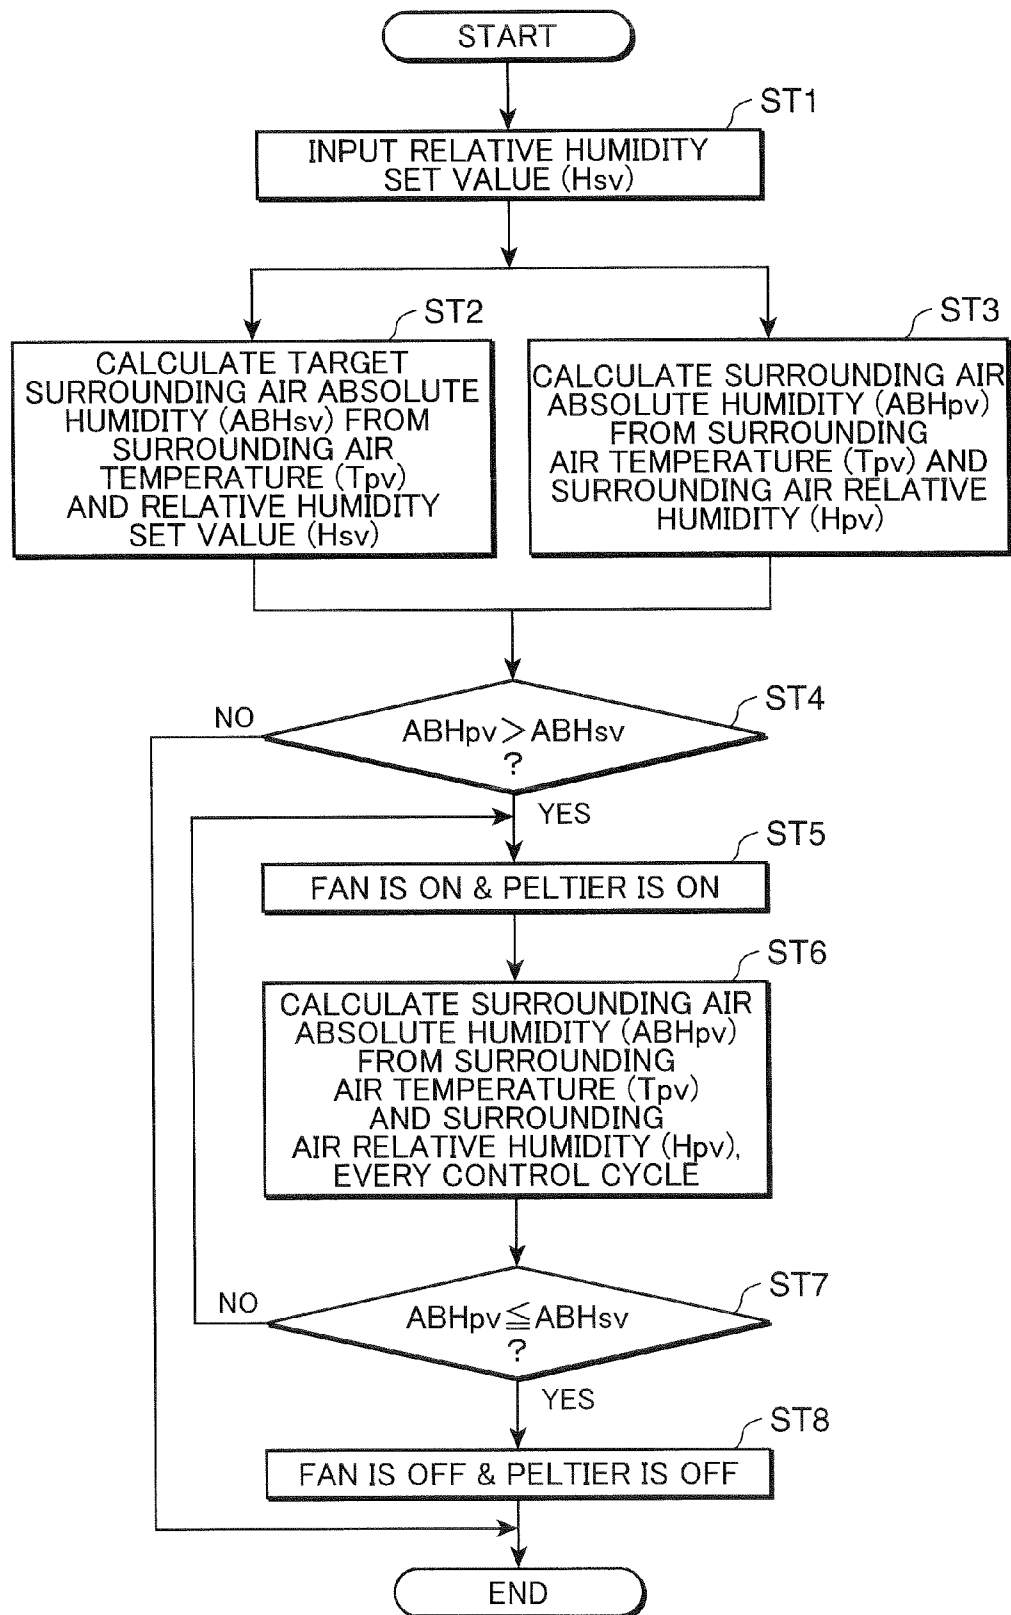 START
ST1
INPUT RELATIVE HUMIDITY
SET VALUE (Hsv)
ST2
CALCULATE TARGET
SURROUNDING AIR ABSOLUTE
HUMIDITY (ABHsv) FROM
SURROUNDING AIR
TEMPERATURE (Tpv)
AND RELATIVE HUMIDITY
SET VALUE (Hsv)
ST3
CALCULATE SURROUNDING AIR
ABSOLUTE HUMIDITY (ABHpv)
FROM SURROUNDING
AIR TEMPERATURE (Tpv) AND
SURROUNDING AIR RELATIVE
HUMIDITY (Hpv)
ST4
NO
ABHpv>ABHsv
?
YES
ST5
FAN IS ON & PELTIER IS ON
ST6
CALCULATE SURROUNDING AIR
ABSOLUTE HUMIDITY (ABHpv)
FROM SURROUNDING
AIR TEMPERATURE (Tpv)
AND SURROUNDING
AIR RELATIVE HUMIDITY (Hpv),
EVERY CONTROL CYCLE
ST7
NO
ABHpv≦ABHsv
?
YES
ST8
FAN IS OFF & PELTIER IS OFF
END